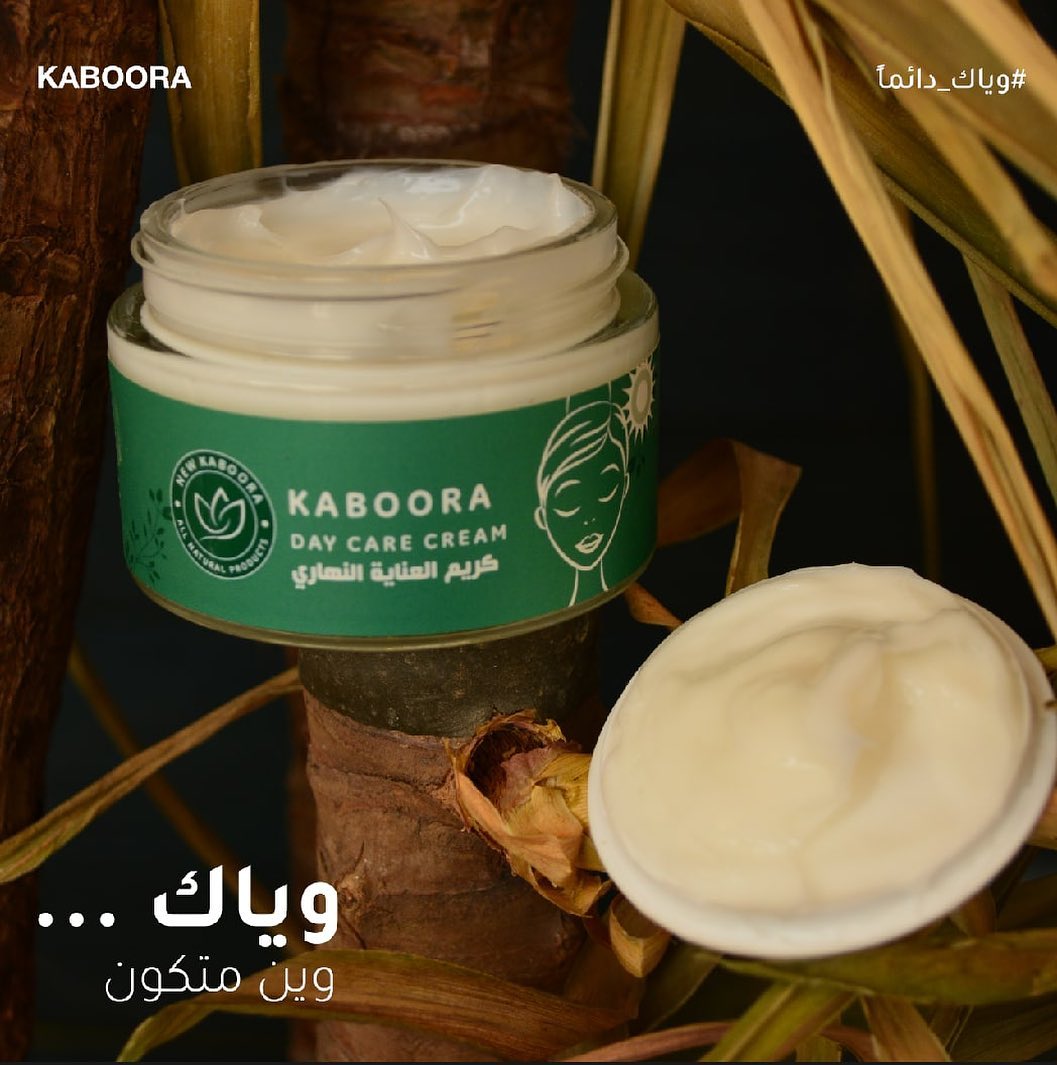 KABOORA
#وياك_دائماً
NEW KABOORA
ALL NATURAL PRODUCTS
KABOORA
DAY CARE CREAM
كريم العناية النهاري
وياك ...
وين متكون